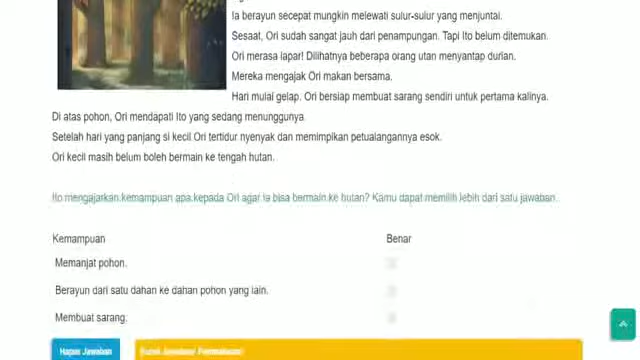 Ia berayun secepat mungkin melewati sulur-sulur yang menjuntai.
Sesaat, Ori sudah sangat jauh dari penampungan. Tapi Ito belum ditemukan.
Ori merasa lapar! Dilihatnya beberapa orang utan menyantap durian.
Mereka mengajak Ori makan bersama.
Hari mulai gelap. Ori bersiap membuat sarang sendiri untuk pertama kalinya.
Di atas pohon, Ori mendapati Ito yang sedang menunggunya.
Setelah hari yang panjang si kecil Ori tertidur nyenyak dan memimpikan petualangannya esok.
Ori kecil masih belum boleh bermain ke tengah hutan.
Ito mengajarkan kemampuan apa kepada Ori agar ia bisa bermain ke hutan? Kamu dapat memilih lebih dari satu jawaban.
Kemampuan Benar
Memanjat pohon.
Berayun dari satu dahan ke dahan pohon yang lain.
Membuat sarang.
Hapus Jawaban